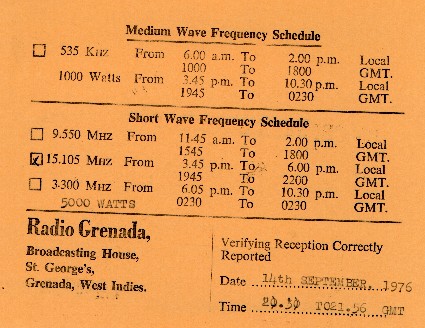 Medium Wave Frequency Schedule
535 KHz From 6.00 a.m. To 2.00 p.m. Local
1000 To 1800 GMT.
1000 Watts From 3.45 p.m. To 10.30 p.m. Local
1945 To 0230 GMT.
Short Wave Frequency Schedule
9.550 MHz From 11.45 a.m. To 2.00 p.m. Local
1545 To 1800 GMT.
15.105 MHz From 3.45 p.m. To 6.00 p.m. Local
1945 To 2200 GMT.
3.300 MHz From 6.05 p.m. To 10.30 p.m. Local
5000 WATTS 0230 To 0230 GMT.
Radio Grenada,
Broadcasting House,
St. George's,
Grenada, West Indies.
Verifying Reception Correctly
Reported
Date 14th SEPTEMBER, 1976
Time 20.30 TO 21.56 GMT